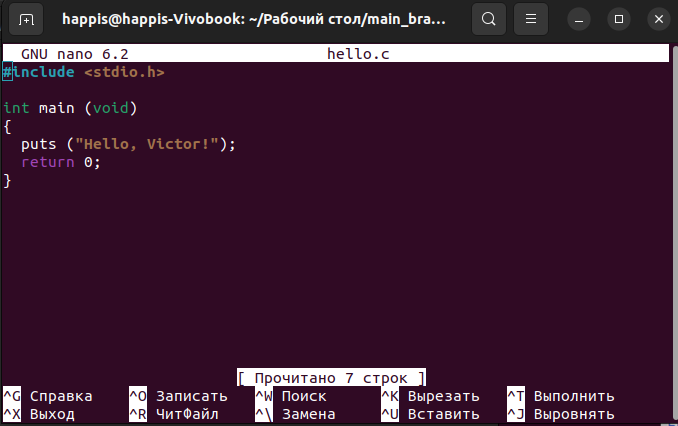 happis@happis-Vivobook: ~/Рабочий стол/main_bra...
GNU nano 6.2 hello.c
#include <stdio.h>
int main (void)
{
puts ("Hello, Victor!");
return 0;
}
[ Прочитано 7 строк ]
^G Справка ^O Записать ^W Поиск ^K Вырезать ^T Выполнить
^X Выход ^R ЧитФайл ^\ Замена ^U Вставить ^J Выровнять